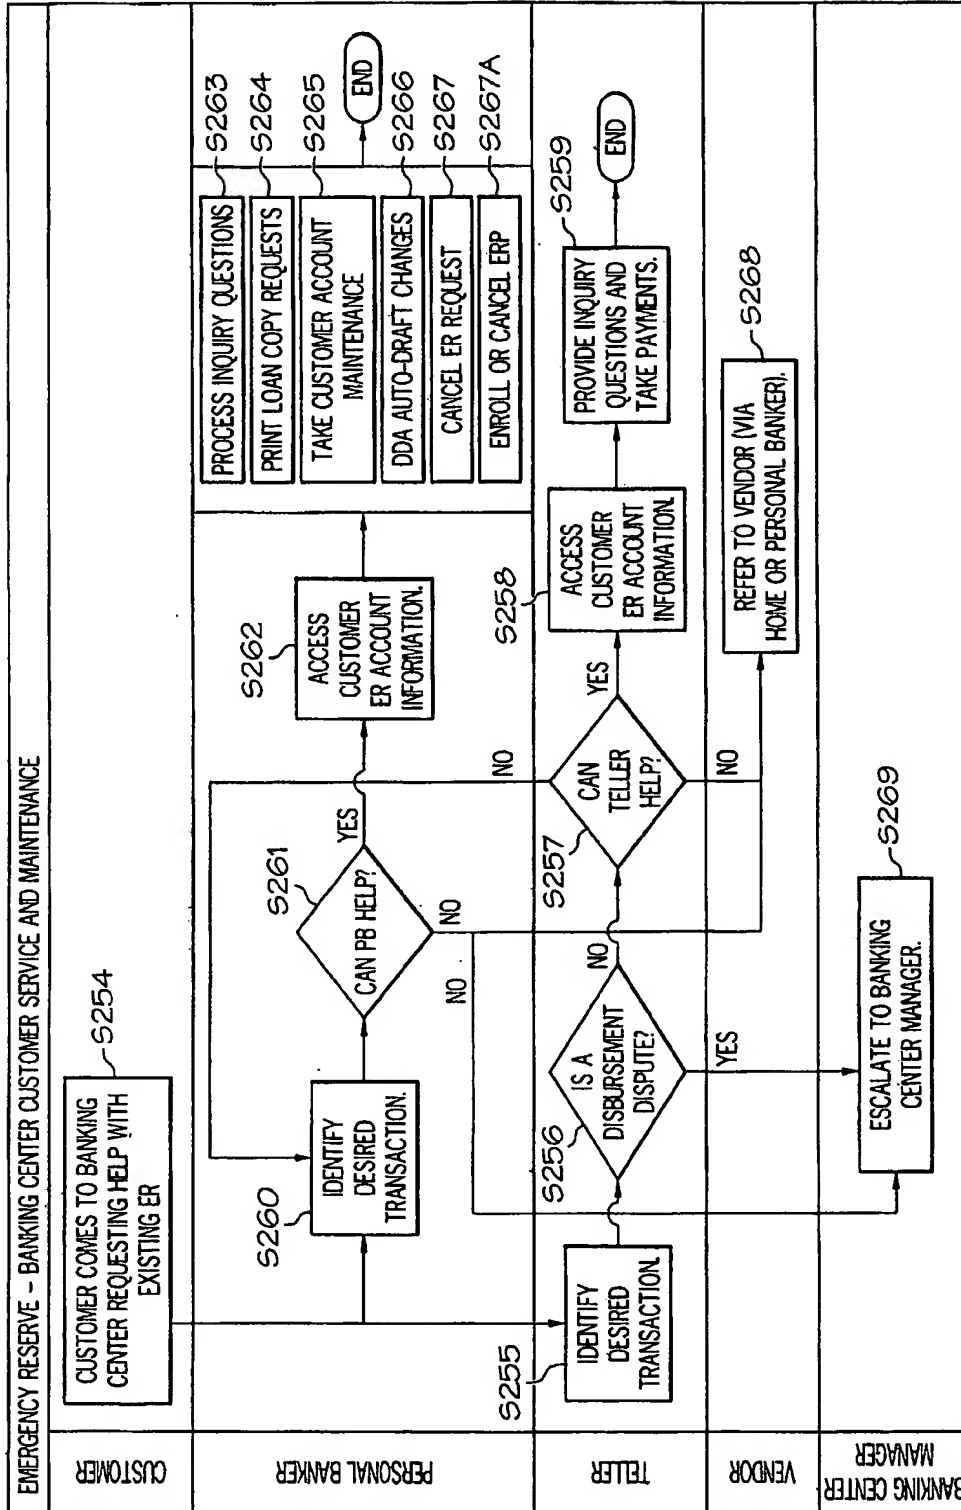 EMERGENCY RESERVE – BANKING CENTER CUSTOMER SERVICE AND MAINTENANCE
CUSTOMER
CUSTOMER COMES TO BANKING
CENTER REQUESTING HELP WITH
EXISTING ER
S254
PERSONAL BANKER
S260
IDENTIFY
DESIRED
TRANSACTION.
S261
CAN PB HELP?
YES
NO
NO
S262
ACCESS
CUSTOMER
ER ACCOUNT
INFORMATION.
PROCESS INQUIRY QUESTIONS
S263
PRINT LOAN COPY REQUESTS
S264
TAKE CUSTOMER ACCOUNT
MAINTENANCE
S265
DDA AUTO-DRAFT CHANGES
S266
CANCEL ER REQUEST
S267
ENROLL OR CANCEL ERP
S267A
END
TELLER
S255
IDENTIFY
DESIRED
TRANSACTION.
S256
IS A
DISBURSEMENT
DISPUTE?
NO
YES
S257
CAN
TELLER
HELP?
NO
YES
NO
S258
ACCESS
CUSTOMER
ER ACCOUNT
INFORMATION.
PROVIDE INQUIRY
QUESTIONS AND
TAKE PAYMENTS.
S259
END
VENDOR
REFER TO VENDOR (VIA
HOME OR PERSONAL BANKER).
S268
BANKING CENTER
MANAGER
ESCALATE TO BANKING
CENTER MANAGER.
S269